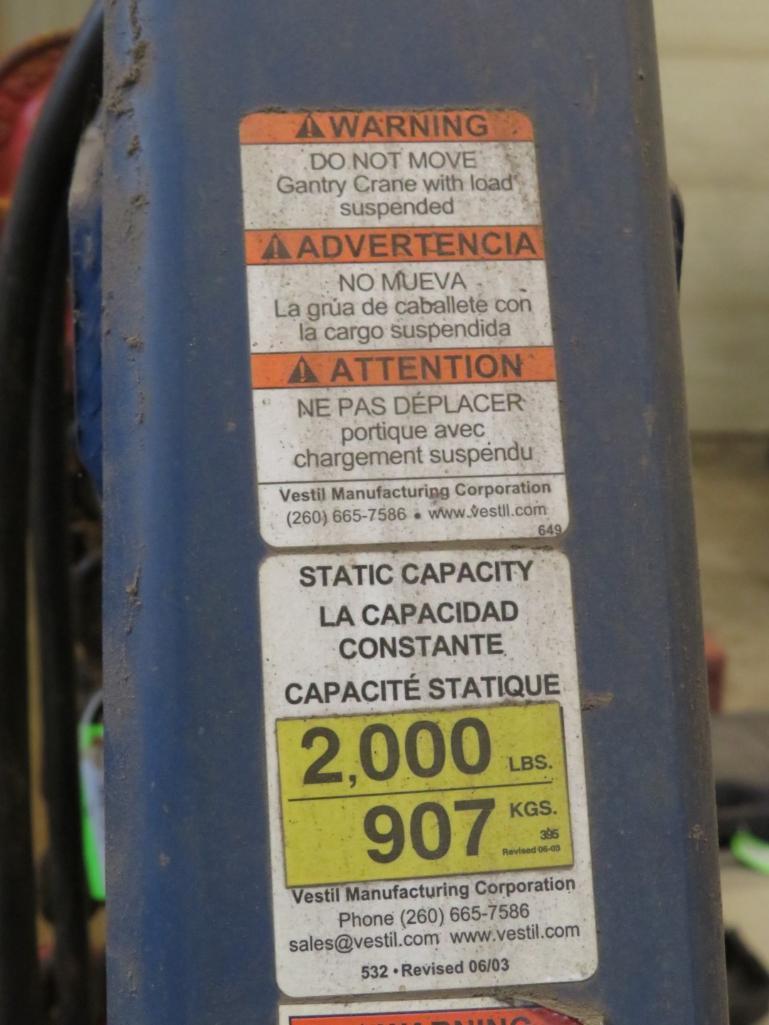 WARNING
DO NOT MOVE
Gantry Crane with load
suspended
ADVERTENCIA
NO MUEVA
La grúa de caballete con
la cargo suspendida
ATTENTION
NE PAS DÉPLACER
portique avec
chargement suspendu
Vestil Manufacturing Corporation
(260) 665-7586 • www.vestil.com
649
STATIC CAPACITY
LA CAPACIDAD
CONSTANTE
CAPACITÉ STATIQUE
2,000 LBS.
907 KGS.
395
Revised 06-03
Vestil Manufacturing Corporation
Phone (260) 665-7586
sales@vestil.com www.vestil.com
532 • Revised 06/03
WARNING